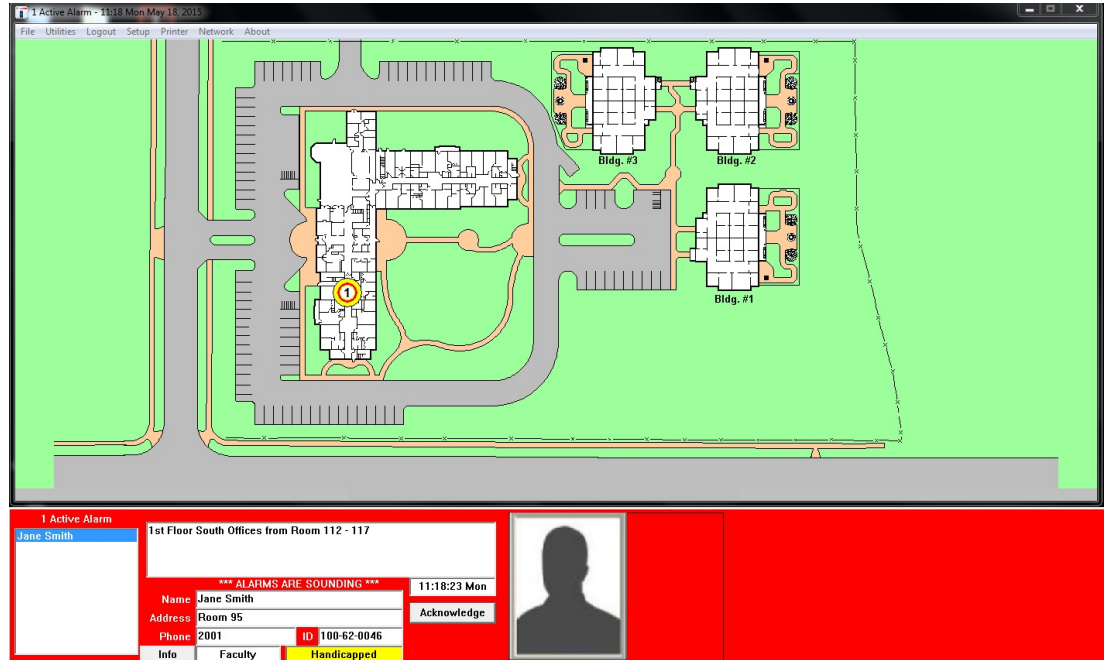 1 Active Alarm - 11:18 Mon May 18, 2015
File Utilities Logout Setup Printer Network About
Bldg. #3
Bldg. #2
Bldg. #1
1
1 Active Alarm
Jane Smith
1st Floor South Offices from Room 112 - 117
*** ALARMS ARE SOUNDING ***
11:18:23 Mon
Name Jane Smith
Acknowledge
Address Room 95
Phone 2001 ID 100-62-0046
Info Faculty Handicapped